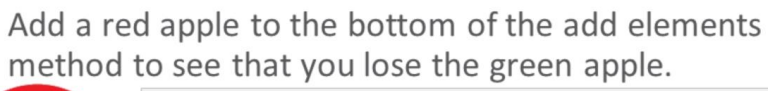 Add a red apple to the bottom of the add elements
method to see that you lose the green apple.